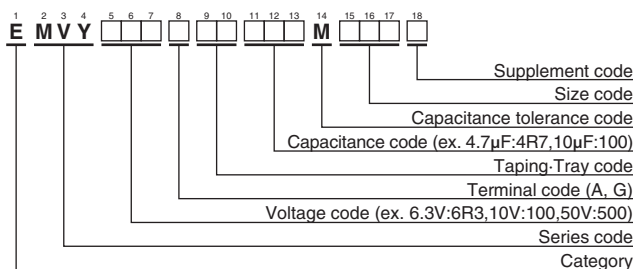 1 2 3 4 5 6 7 8 9 10 11 12 13 14 15 16 17 18
E M V Y M
Supplement code
Size code
Capacitance tolerance code
Capacitance code (ex. 4.7μF:4R7,10μF:100)
Taping·Tray code
Terminal code (A, G)
Voltage code (ex. 6.3V:6R3,10V:100,50V:500)
Series code
Category